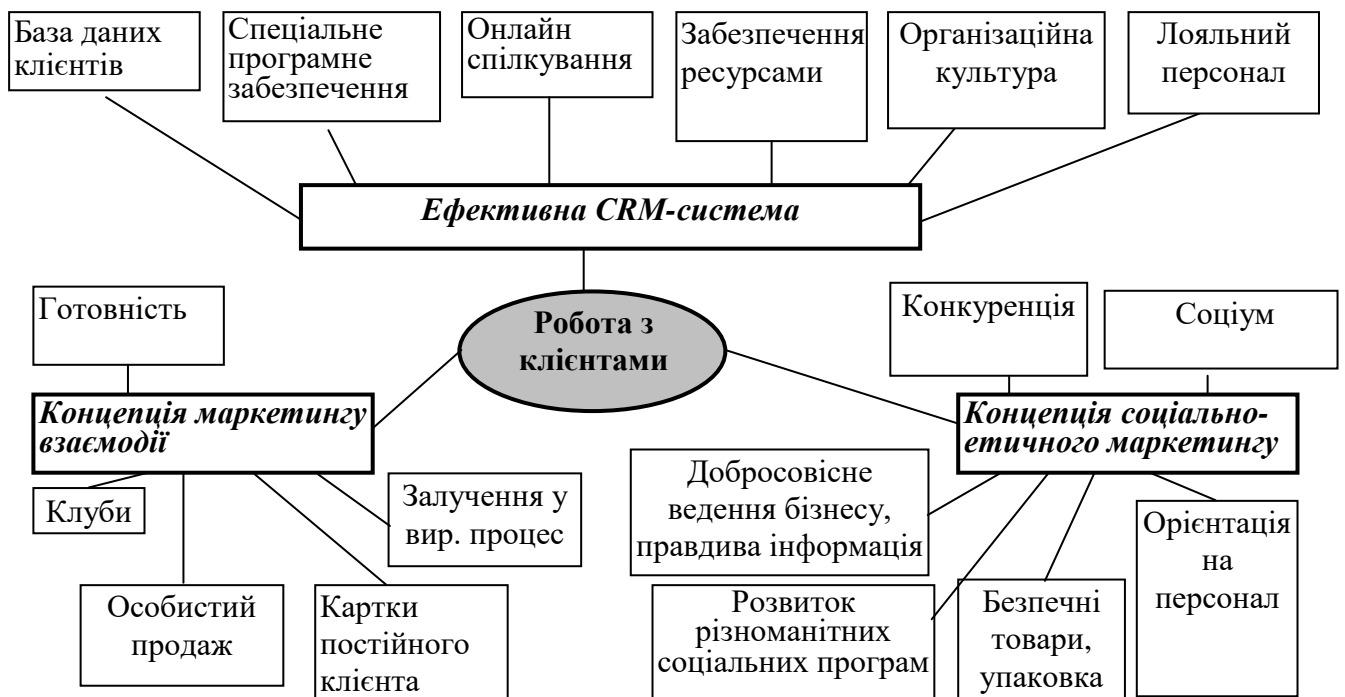 База даних
клієнтів
Спеціальне
програмне
забезпечення
Онлайн
спілкування
Забезпечення
ресурсами
Організаційна
культура
Лояльний
персонал
Ефективна CRM-система
Готовність
Робота з
клієнтами
Конкуренція
Соціум
Концепція маркетингу
взаємодії
Концепція соціально-
етичного маркетингу
Клуби
Залучення у
вир. процес
Добросовісне
ведення бізнесу,
правдива інформація
Орієнтація
на
персонал
Особистий
продаж
Картки
постійного
клієнта
Розвиток
різноманітних
соціальних програм
Безпечні
товари,
упаковка